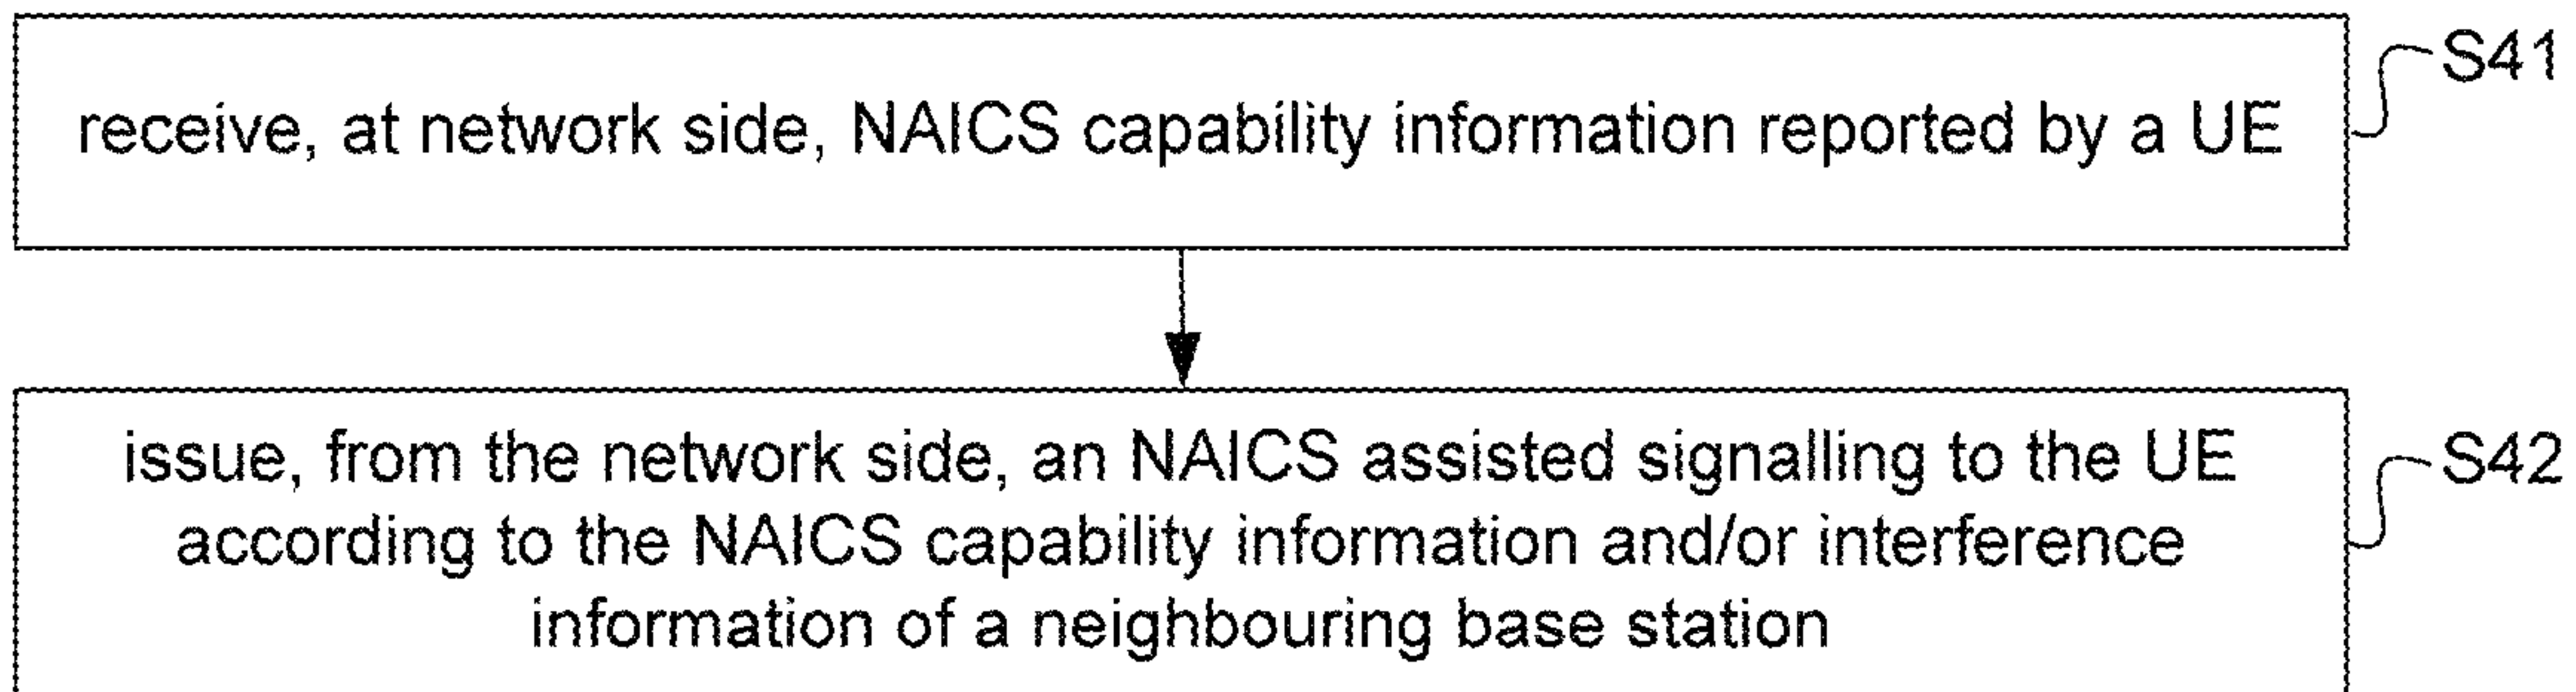 receive, at network side, NAICS capability information reported by a UE
S41
issue, from the network side, an NAICS assisted signalling to the UE
according to the NAICS capability information and/or interference
information of a neighbouring base station
S42